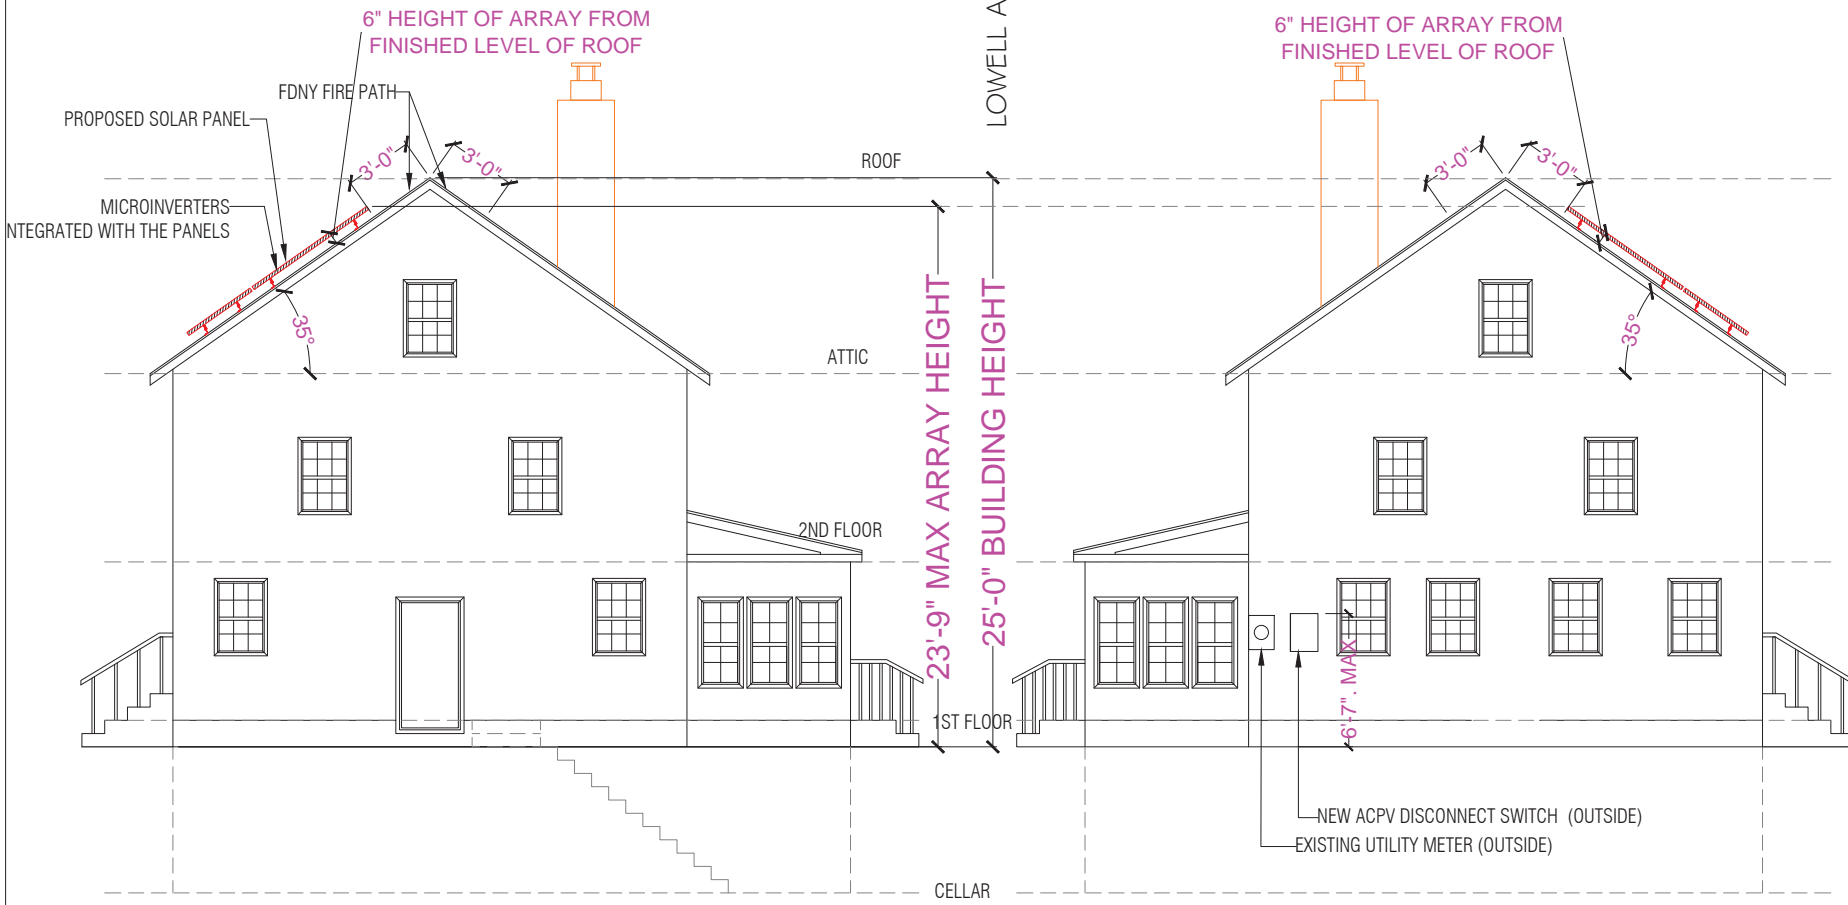 6" HEIGHT OF ARRAY FROM
FINISHED LEVEL OF ROOF
FDNY FIRE PATH
PROPOSED SOLAR PANEL
MICROINVERTERS
NTEGRATED WITH THE PANELS
3'-0"
3'-0"
35°
ROOF
ATTIC
2ND FLOOR
1ST FLOOR
CELLAR
23'-9" MAX ARRAY HEIGHT
25'-0" BUILDING HEIGHT
LOWELL A
6" HEIGHT OF ARRAY FROM
FINISHED LEVEL OF ROOF
3'-0"
3'-0"
35°
6'-7". MAX
NEW ACPV DISCONNECT SWITCH (OUTSIDE)
EXISTING UTILITY METER (OUTSIDE)